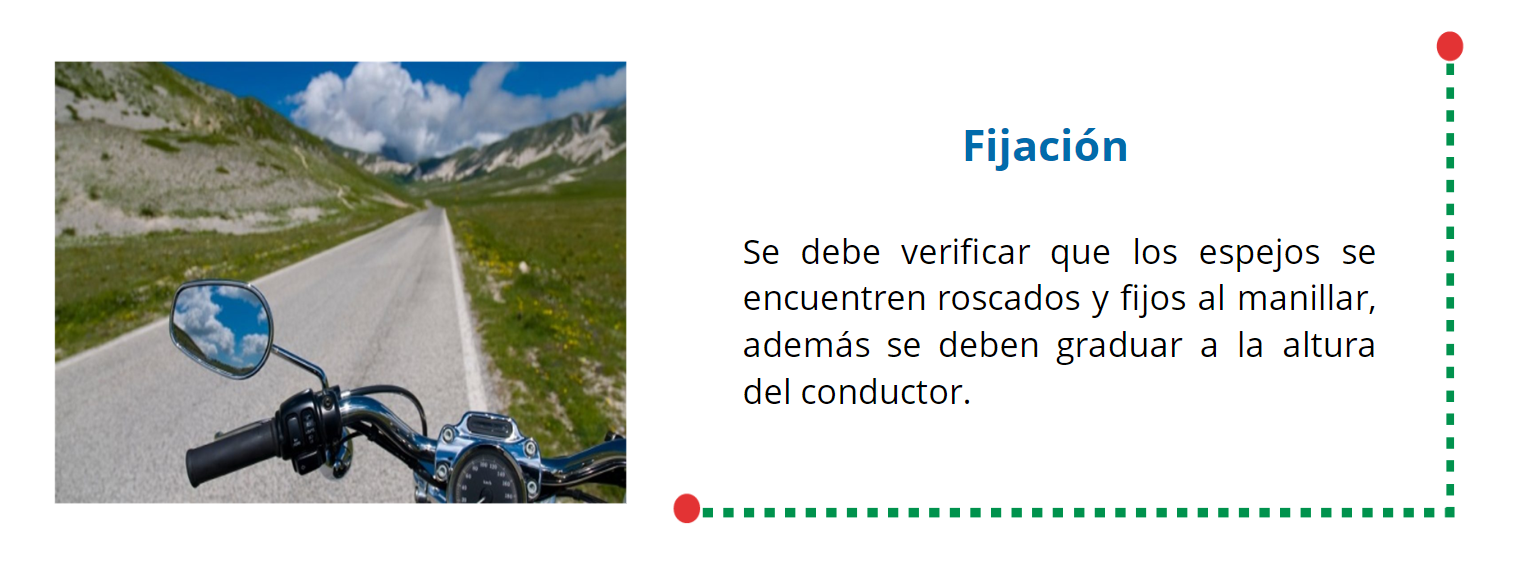 Fijación
Se debe verificar que los espejos se
encuentren roscados y fijos al manillar,
además se deben graduar a la altura
del conductor.